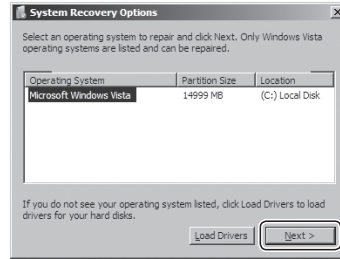 System Recovery Options
Select an operating system to repair and click Next. Only Windows Vista
operating systems are listed and can be repaired.
Operating System Partition Size Location
Microsoft Windows Vista 14999 MB (C:) Local Disk
If you do not see your operating system listed, click Load Drivers to load
drivers for your hard disks.
Load Drivers Next >